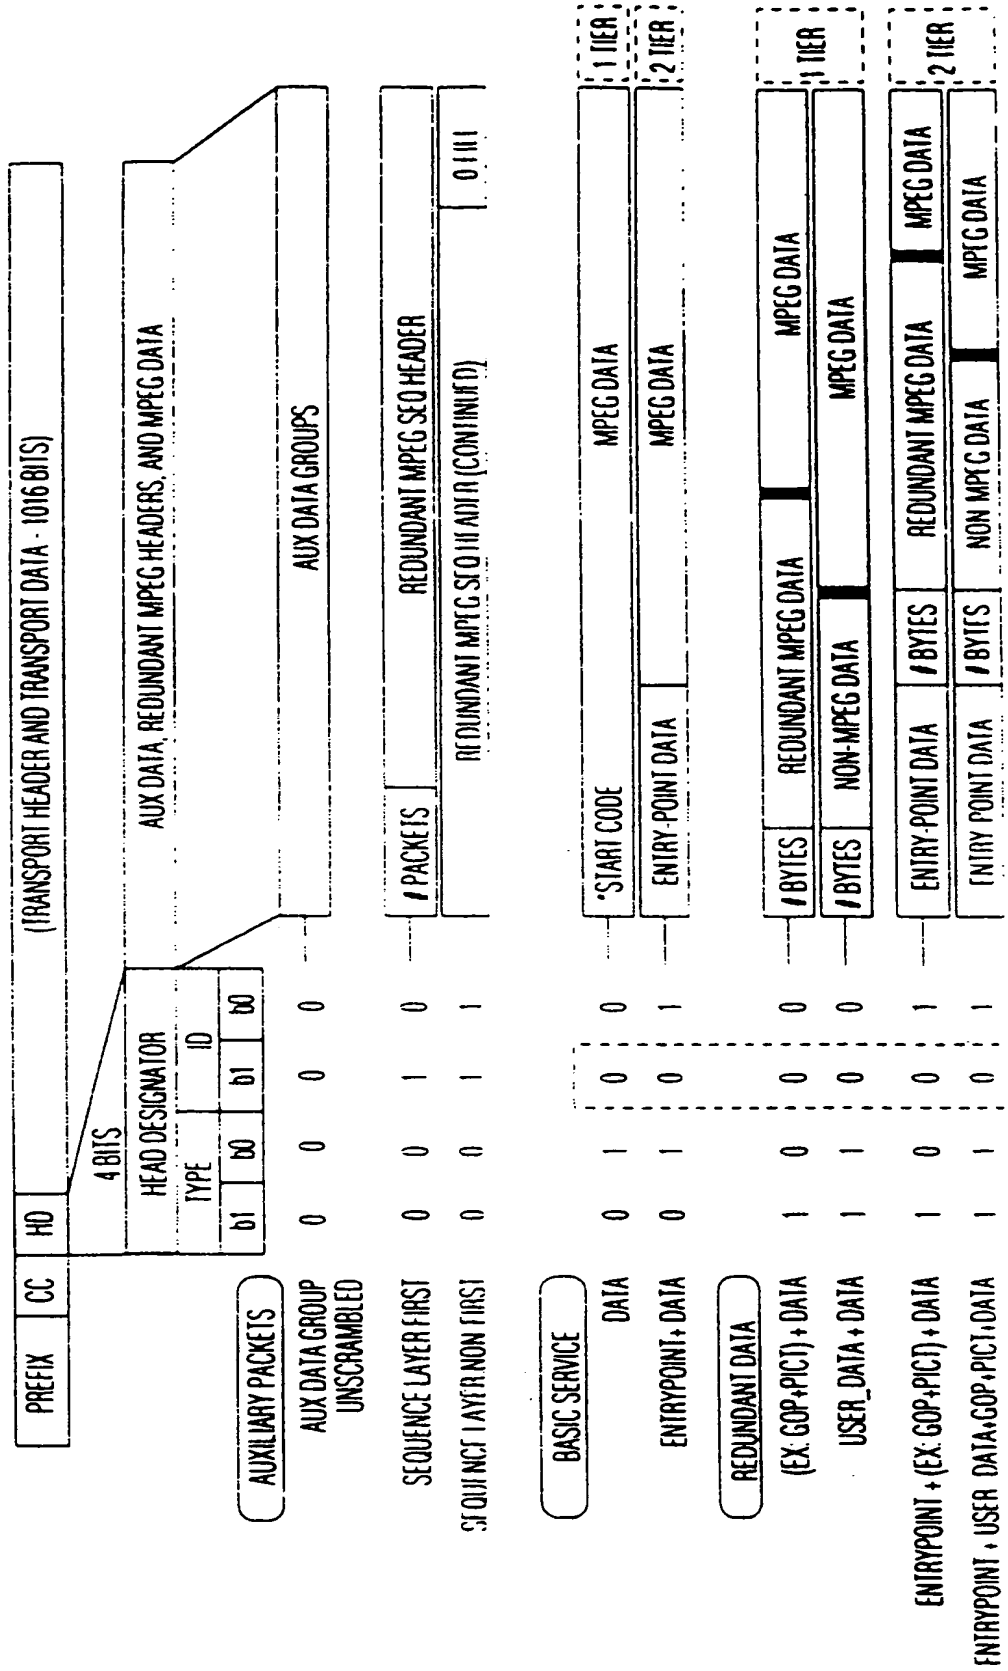 PREFIX CC HD (TRANSPORT HEADER AND TRANSPORT DATA - 1016 BITS)
4 BITS
HEAD DESIGNATOR AUX DATA, REDUNDANT MPEG HEADERS, AND MPEG DATA
TYPE ID
b1 b0 b1 b0
AUXILIARY PACKETS
AUX DATA GROUP 0 0 0 0 AUX DATA GROUPS
UNSCRAMBLED
SEQUENCE LAYER FIRST 0 0 1 0 # PACKETS REDUNDANT MPEG SEQ HEADER
SEQUENCE LAYER NON FIRST 0 0 1 1 REDUNDANT MPEG SEQ HEADER (CONTINUED)
BASIC SERVICE
DATA 0 1 0 0 *START CODE MPEG DATA 1 TIER
ENTRYPOINT+DATA 0 1 0 1 ENTRY-POINT DATA MPEG DATA 2 TIER
REDUNDANT DATA
(EX: GOP+PICT) + DATA 1 0 0 0 # BYTES REDUNDANT MPEG DATA MPEG DATA
USER_DATA + DATA 1 1 0 0 # BYTES NON-MPEG DATA MPEG DATA
1 TIER
ENTRYPOINT + (EX: GOP+PICT) + DATA 1 0 0 1 ENTRY-POINT DATA # BYTES REDUNDANT MPEG DATA MPEG DATA
ENTRYPOINT + USER DATA+GOP+PICT+DATA 1 1 0 1 ENTRY POINT DATA # BYTES NON MPEG DATA MPEG DATA
2 TIER